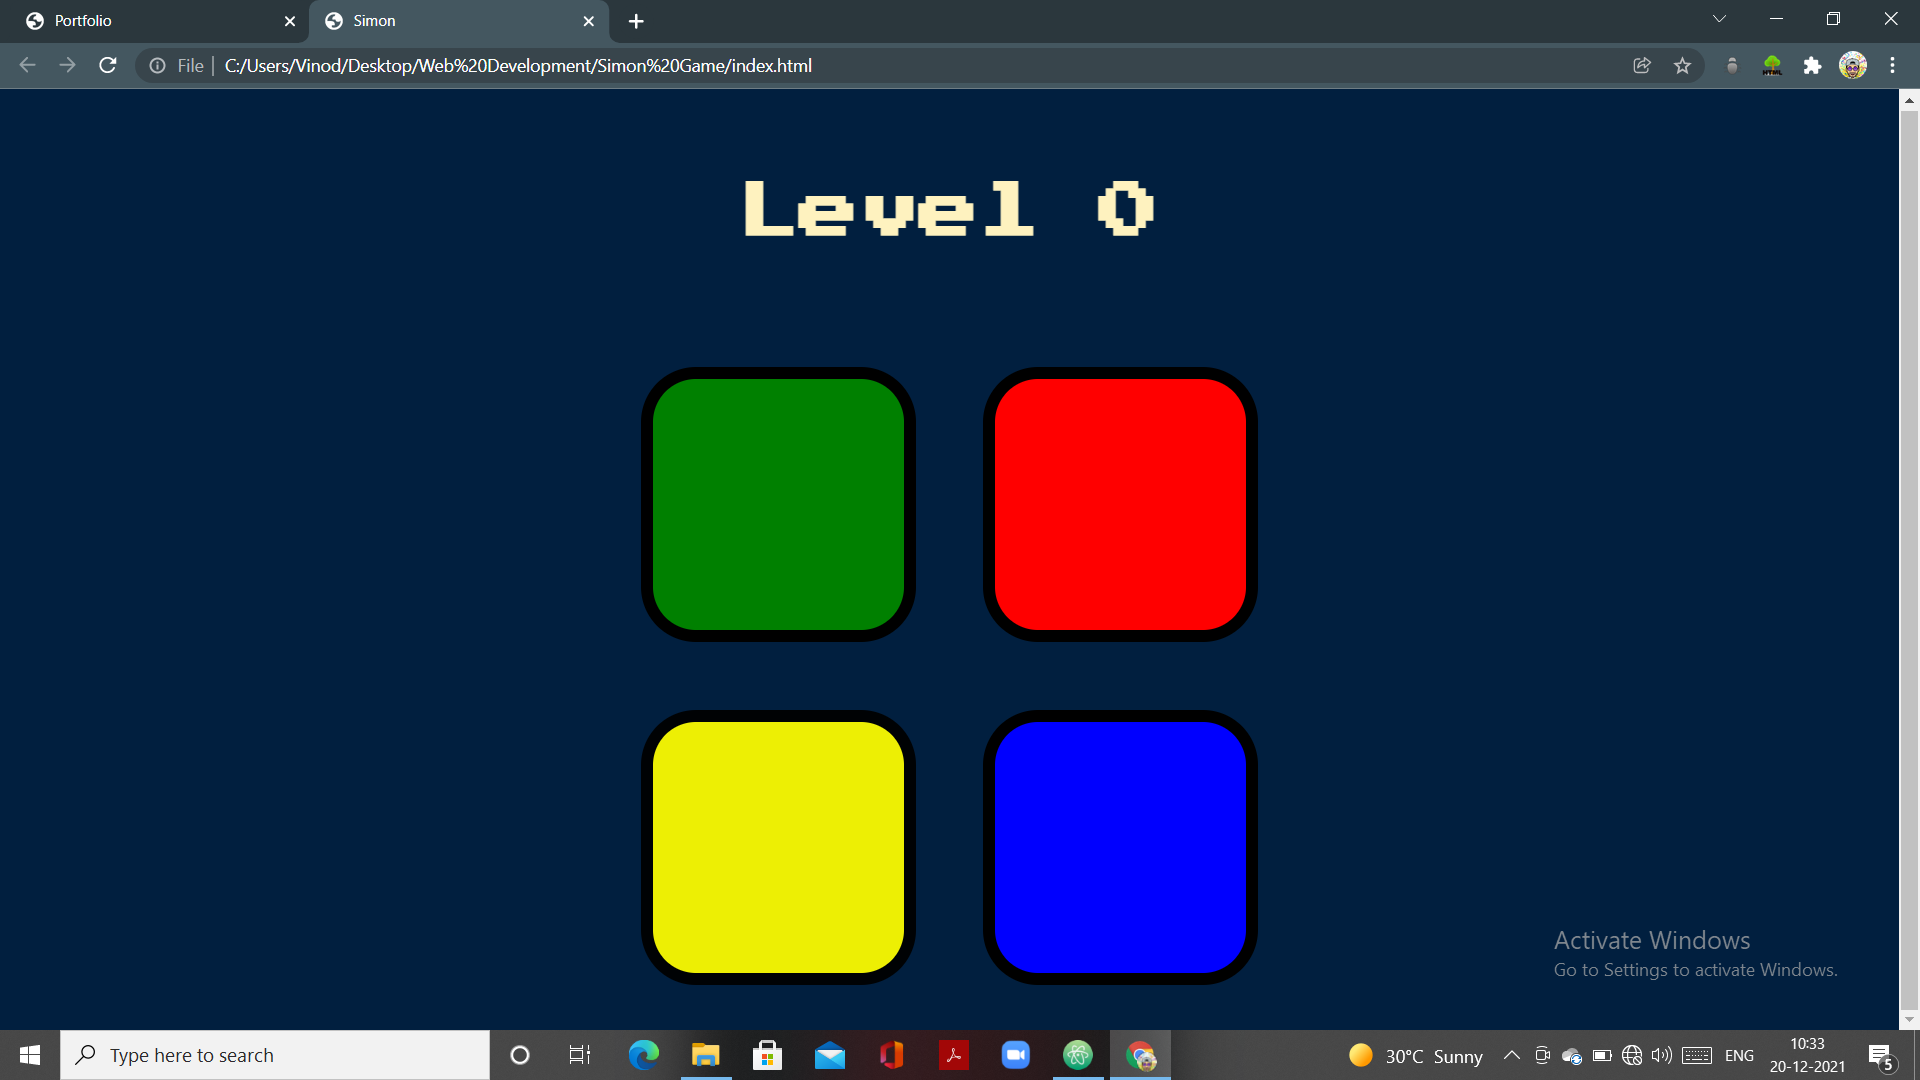 Portfolio
Simon
File | C:/Users/Vinod/Desktop/Web%20Development/Simon%20Game/index.html
HTML
Level 0
Activate Windows
Go to Settings to activate Windows.
Type here to search
30°C Sunny
ENG
10:33
20-12-2021
5